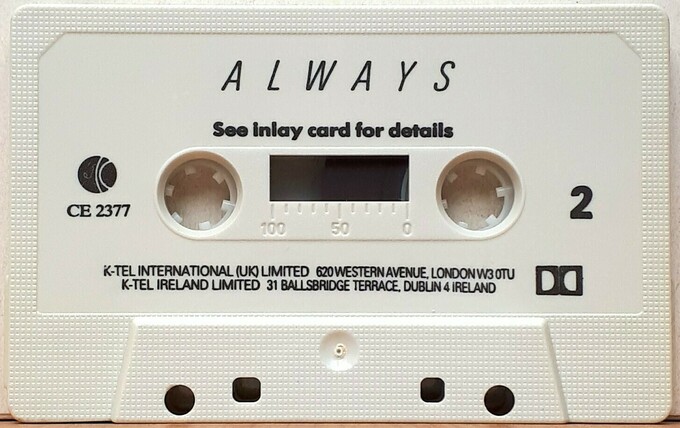 ALWAYS
See inlay card for details
CE 2377
100 50 0
2
K-TEL INTERNATIONAL (UK) LIMITED 620 WESTERN AVENUE, LONDON W3 0TU
K-TEL IRELAND LIMITED 31 BALLSBRIDGE TERRACE, DUBLIN 4 IRELAND